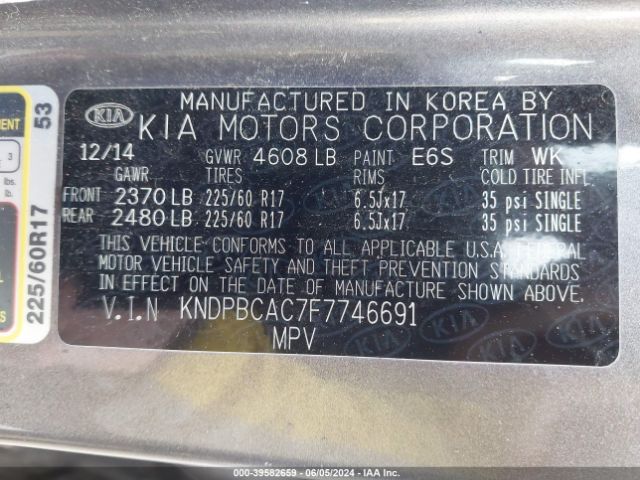 MANUFACTURED IN KOREA BY
KIA KIA MOTORS CORPORATION
12/14 GVWR 4608 LB PAINT E6S TRIM WK
GAWR TIRES RIMS COLD TIRE INFL.
FRONT 2370 LB 225/60 R17 6.5Jx17 35 psi SINGLE
REAR 2480 LB 225/60 R17 6.5Jx17 35 psi SINGLE
THIS VEHICLE CONFORMS TO ALL APPLICABLE U.S.A. FEDERAL
MOTOR VEHICLE SAFETY AND THEFT PREVENTION STANDARDS
IN EFFECT ON THE DATE OF MANUFACTURE SHOWN ABOVE.
V.I.N KNDPBCAC7F7746691
MPV
53
225/60R17
3
lbs.
lb.
000-39582659 - 06/05/2024 - Copyright © IAA, Inc.